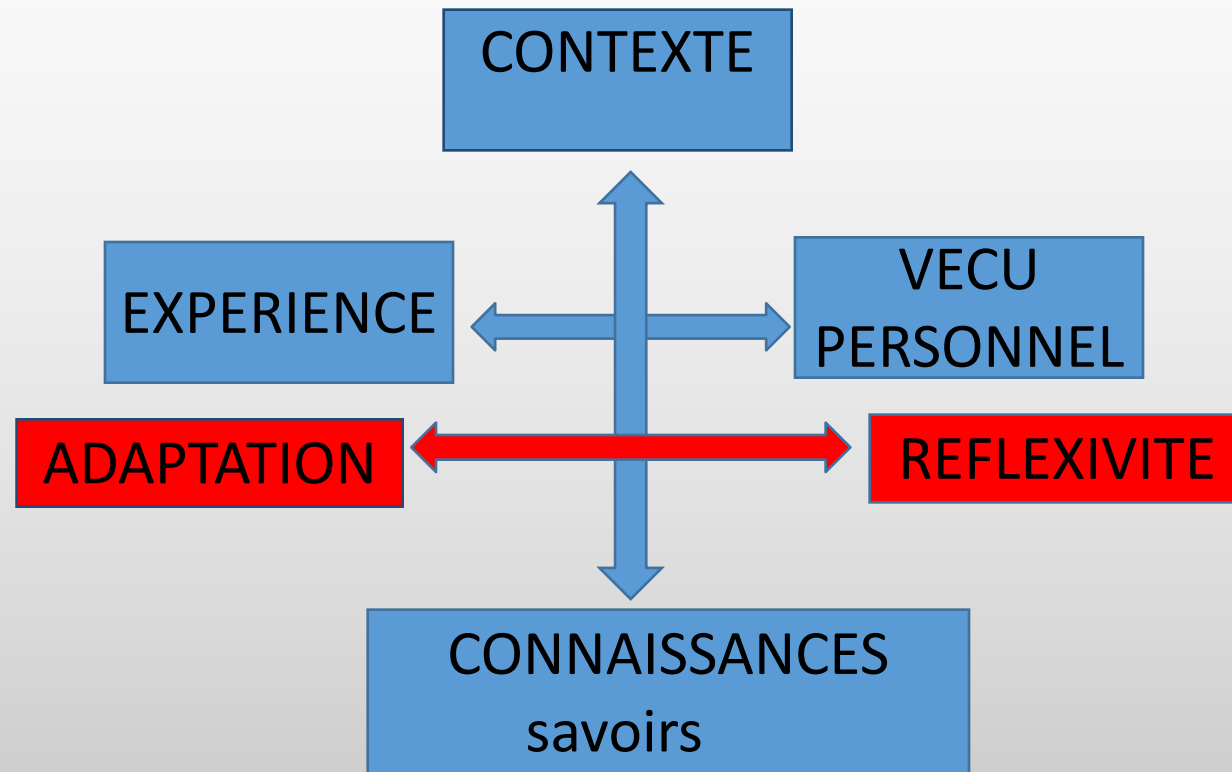 CONTEXTE
EXPERIENCE
VECU
PERSONNEL
ADAPTATION
REFLEXIVITE
CONNAISSANCES
savoirs